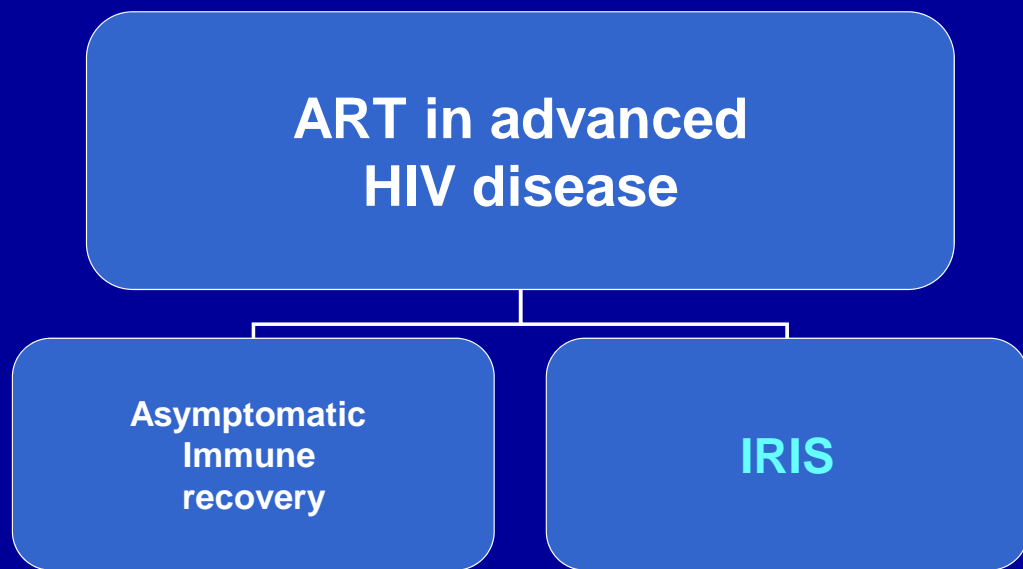 ART in advanced
HIV disease
Asymptomatic
Immune
recovery
IRIS